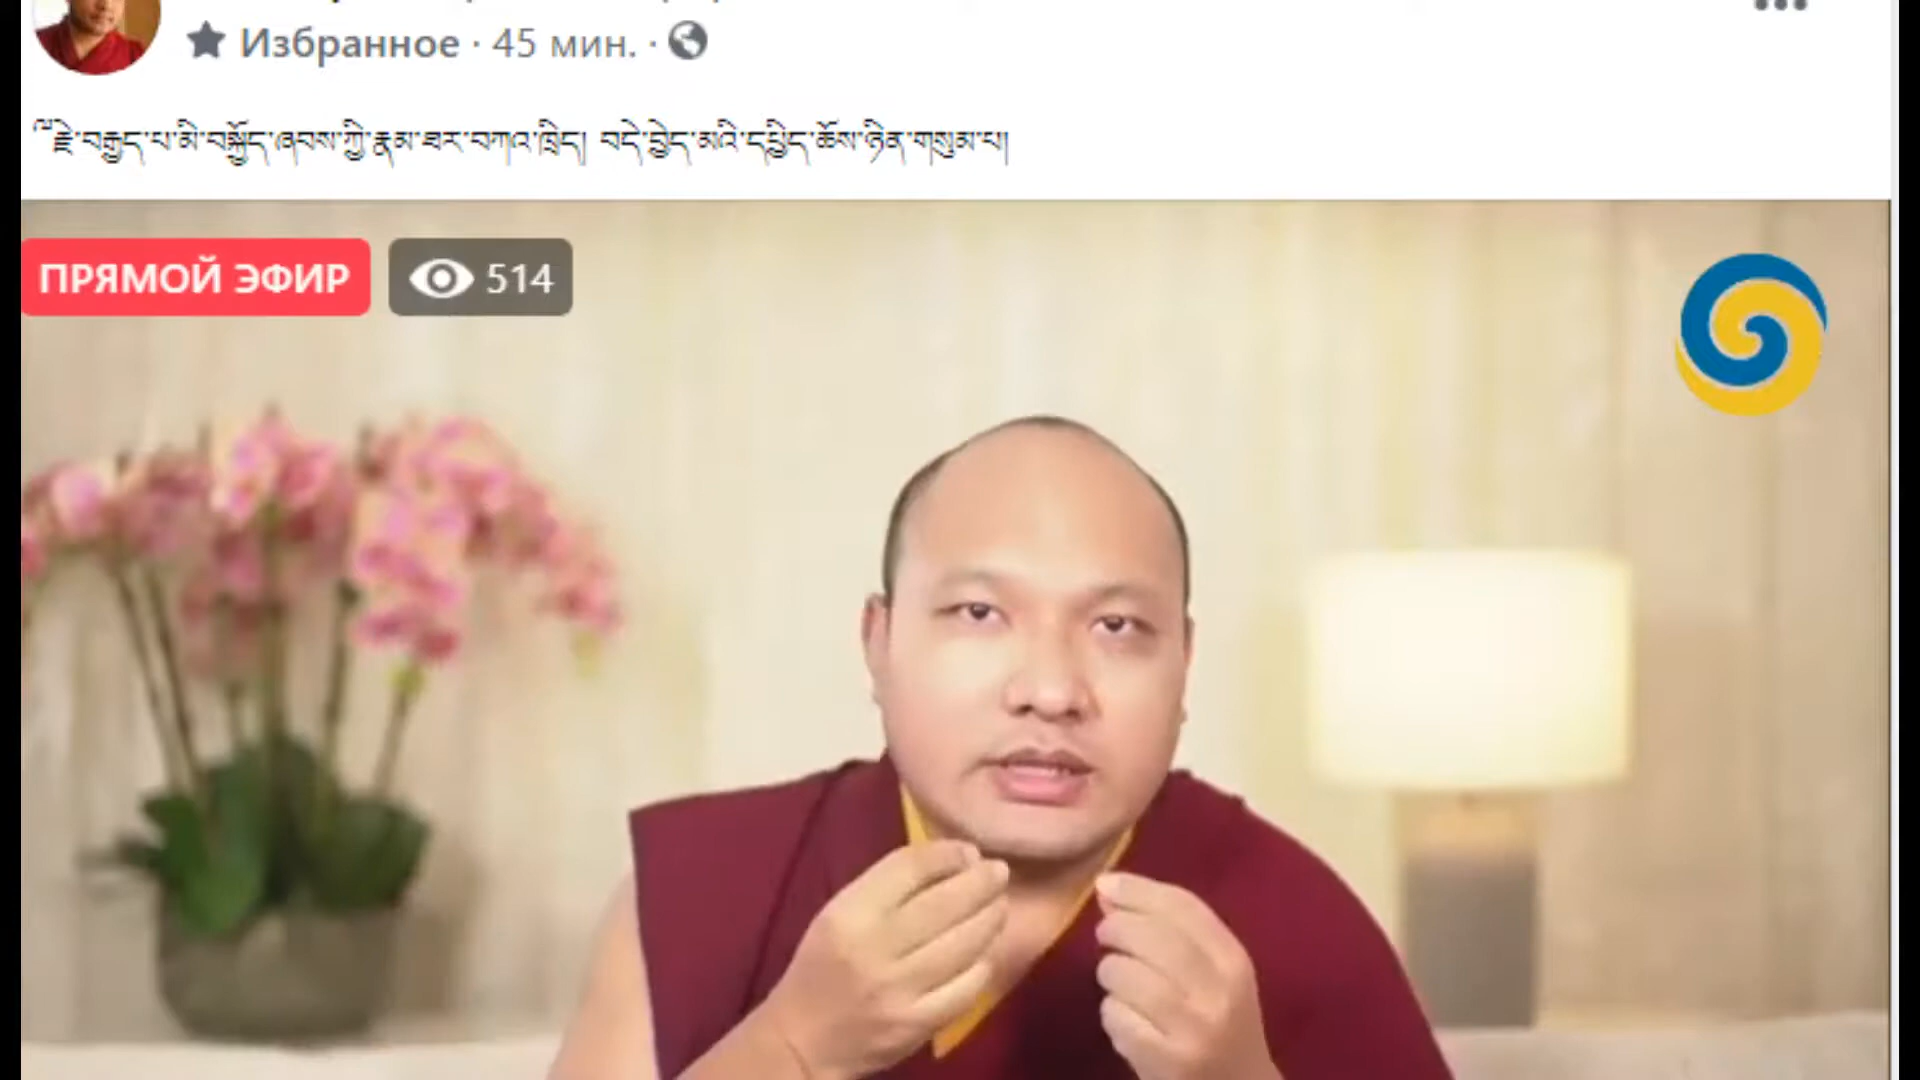 Избранное · 45 мин. ·
༸རྗེ་བརྒྱད་པ་མི་བསྐྱོད་ཞབས་ཀྱི་རྣམ་ཐར་བཀའ་ཁྲིད། བདེ་བྱེད་མའི་དཔྱིད་ཆོས་ཉིན་གསུམ་པ།
ПРЯМОЙ ЭФИР 514